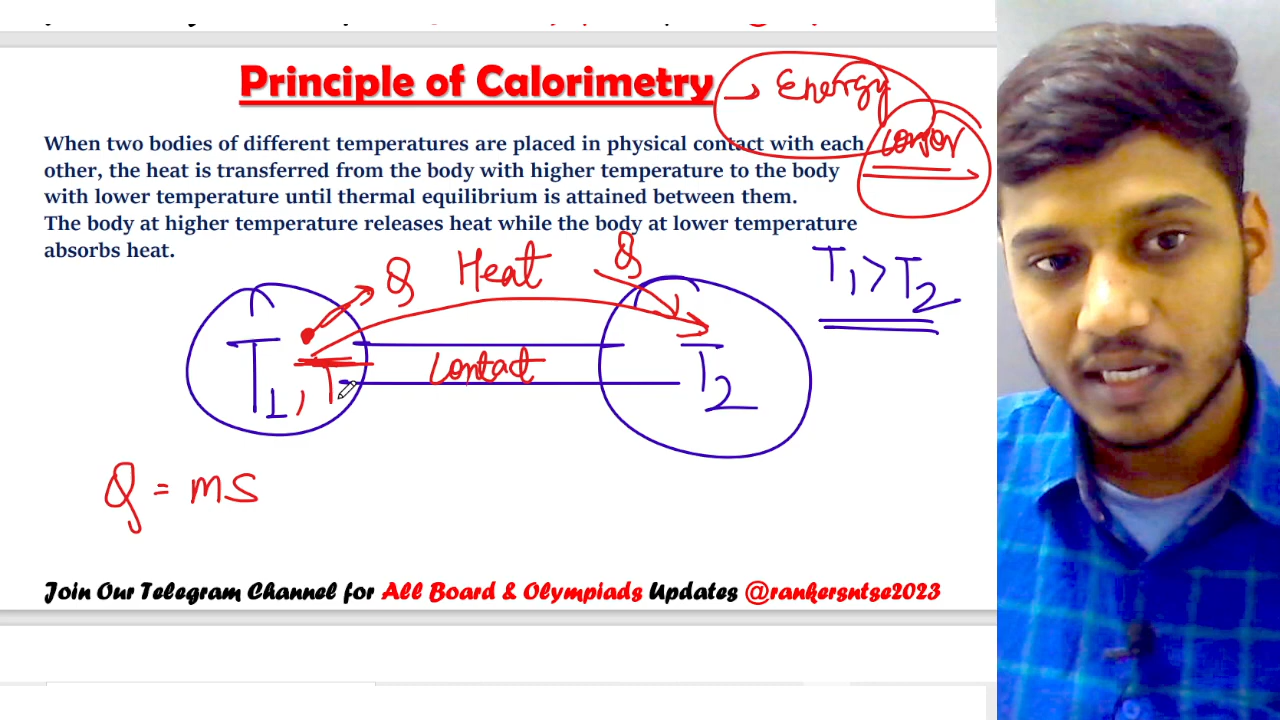 Principle of Calorimetry
→ Energy
When two bodies of different temperatures are placed in physical contact with each
other, the heat is transferred from the body with higher temperature to the body
with lower temperature until thermal equilibrium is attained between them.
The body at higher temperature releases heat while the body at lower temperature
absorbs heat.
Q Heat Q
T1 > T2
T1, T
Contact
T2
Q = ms
Join Our Telegram Channel for All Board & Olympiads Updates @rankersntse2023